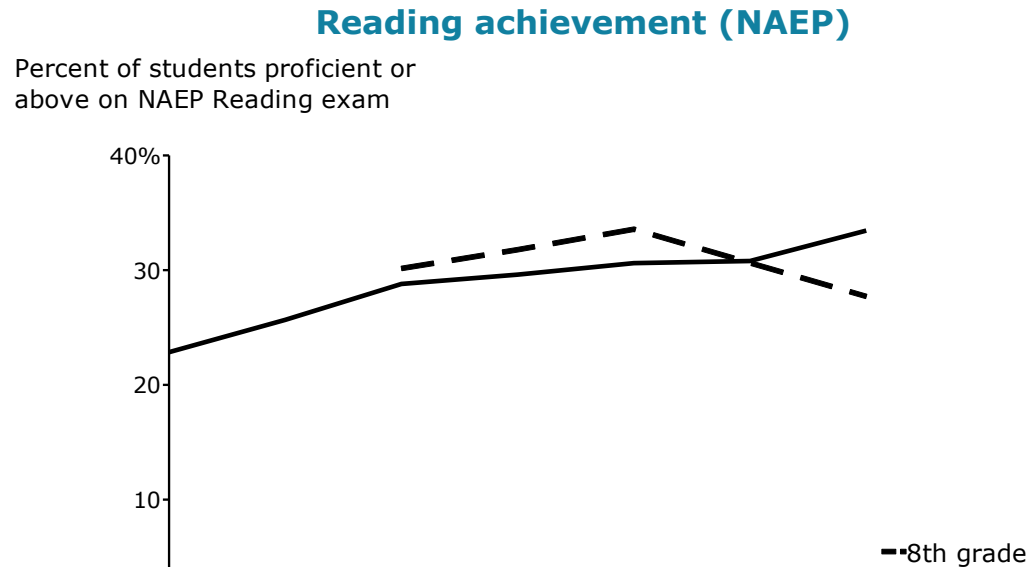 Reading achievement (NAEP)
Percent of students proficient or
above on NAEP Reading exam
40%
30
20
10
8th grade